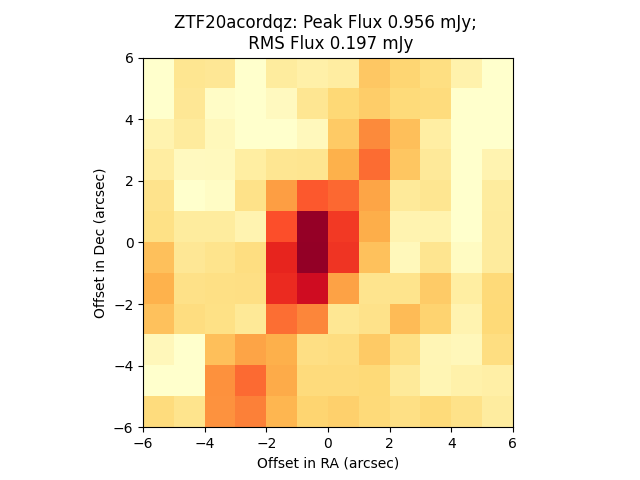 ZTF20acordqz: Peak Flux 0.956 mJy;
RMS Flux 0.197 mJy
6
4
2
0
−2
−4
−6
Offset in Dec (arcsec)
−6 −4 −2 0 2 4 6
Offset in RA (arcsec)